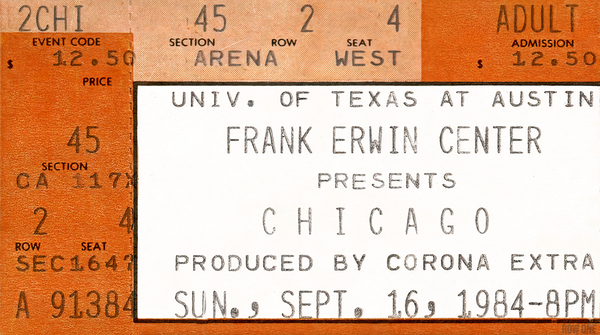 2CHI 45 2 4 ADULT
EVENT CODE SECTION ROW SEAT ADMISSION
$ 12.50 ARENA WEST $ 12.50
PRICE
UNIV. OF TEXAS AT AUSTIN
45 FRANK ERWIN CENTER
SECTION
CA 117X PRESENTS
2 4 CHICAGO
ROW SEAT
SEC1647 PRODUCED BY CORONA EXTRA
A 91384 SUN., SEPT. 16, 1984-8PM
ROW ONE